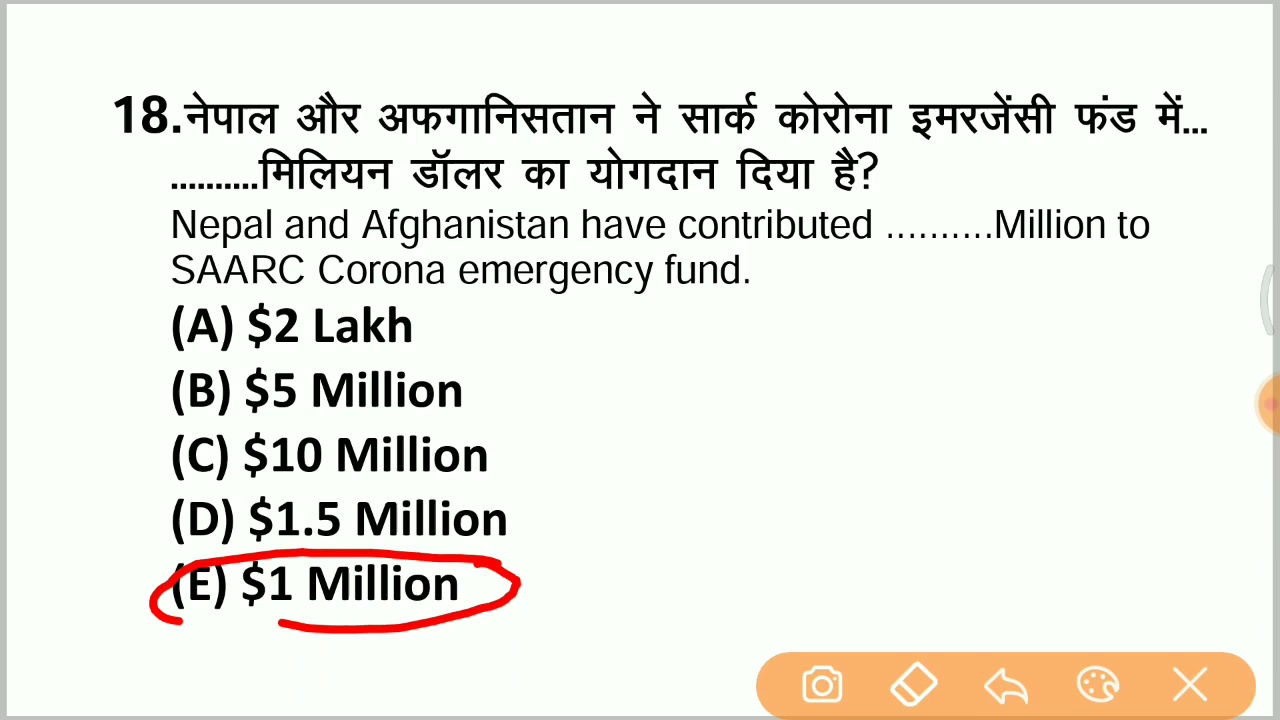 18.नेपाल और अफगानिसतान ने सार्क कोरोना इमरजेंसी फंड में...
..........मिलियन डॉलर का योगदान दिया है?
Nepal and Afghanistan have contributed ..........Million to
SAARC Corona emergency fund.
(A) $2 Lakh
(B) $5 Million
(C) $10 Million
(D) $1.5 Million
(E) $1 Million